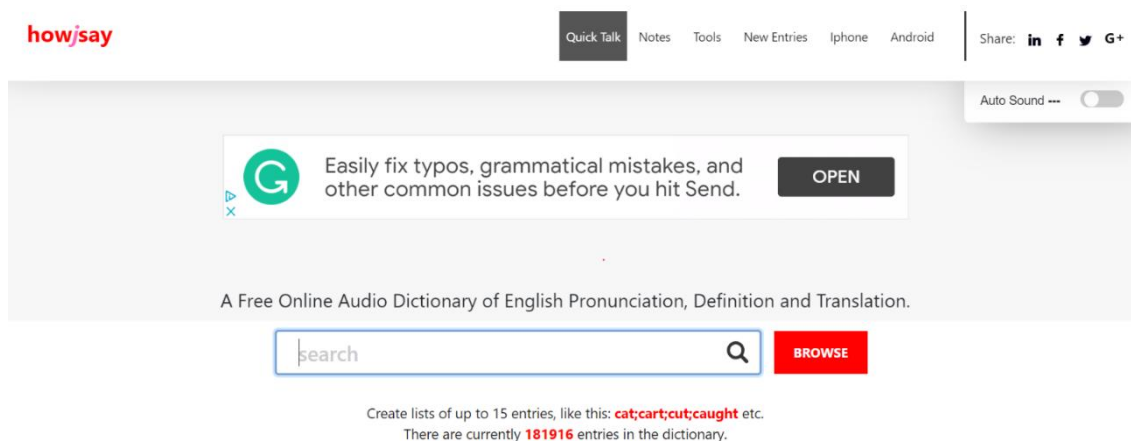 howjsay
Quick Talk Notes Tools New Entries Iphone Android
Share: in f G+
Auto Sound ---
G
Easily fix typos, grammatical mistakes, and
other common issues before you hit Send.
OPEN
A Free Online Audio Dictionary of English Pronunciation, Definition and Translation.
search
BROWSE
Create lists of up to 15 entries, like this: cat;cart;cut;caught etc.
There are currently 181916 entries in the dictionary.